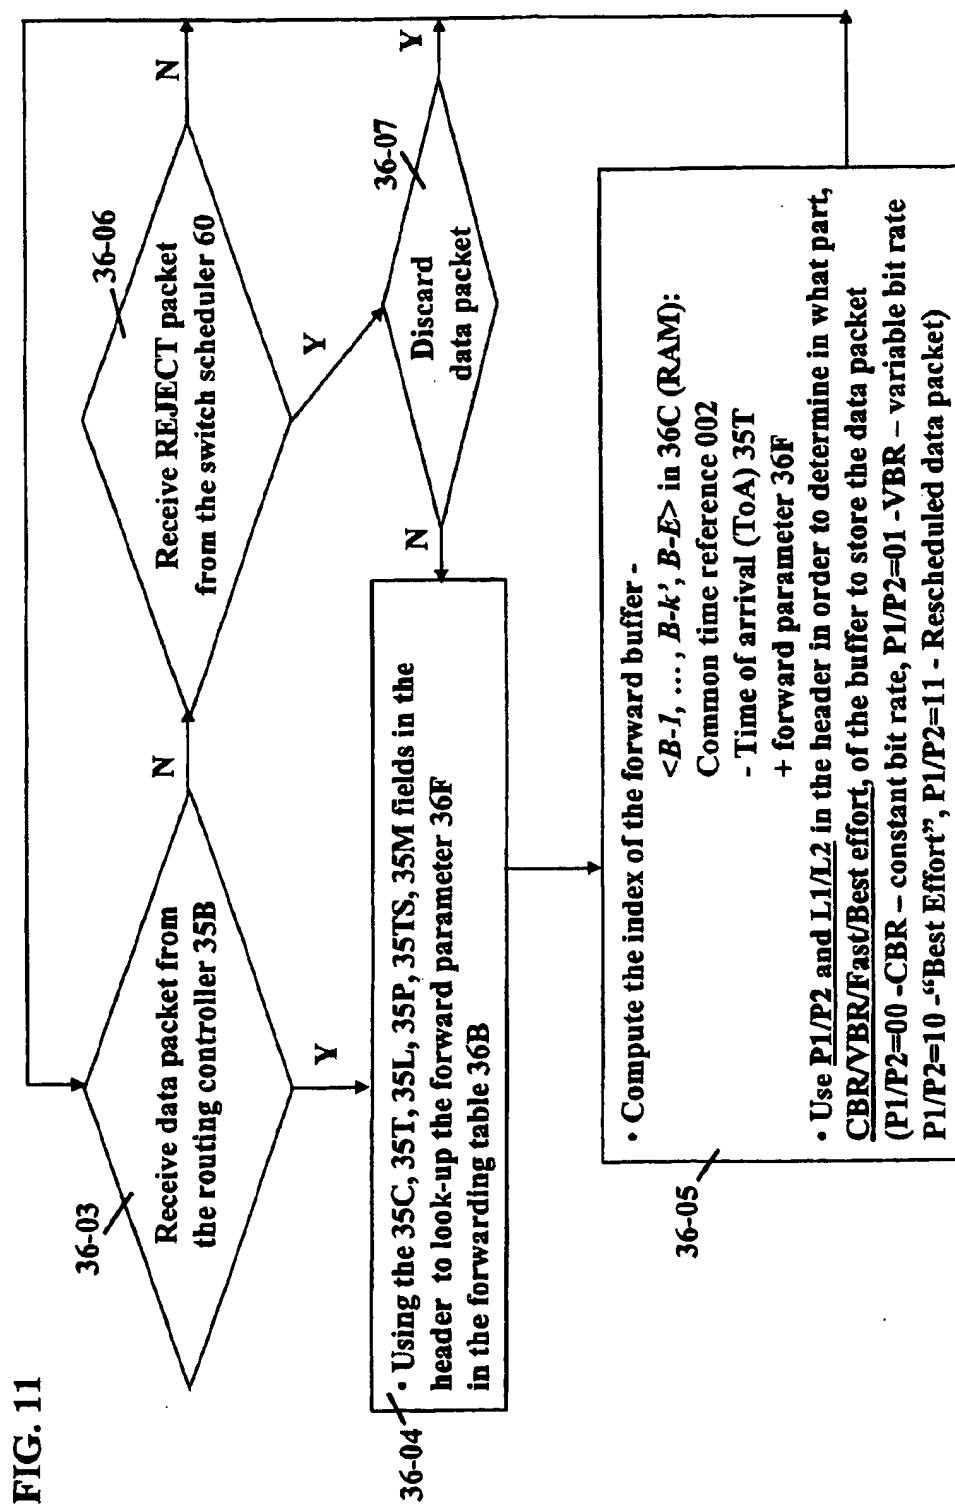 FIG. 11
36-03
Receive data packet from
the routing controller 35B
N
Y
36-06
Receive REJECT packet
from the switch scheduler 60
N
Y
36-07
Discard
data packet
Y
N
36-04
• Using the 35C, 35T, 35L, 35P, 35TS, 35M fields in the
header to look-up the forward parameter 36F
in the forwarding table 36B
36-05
• Compute the index of the forward buffer -
<B-1, ..., B-k', B-E> in 36C (RAM):
Common time reference 002
- Time of arrival (ToA) 35T
+ forward parameter 36F
• Use P1/P2 and L1/L2 in the header in order to determine in what part,
CBR/VBR/Fast/Best effort, of the buffer to store the data packet
(P1/P2=00 -CBR – constant bit rate, P1/P2=01 -VBR – variable bit rate
P1/P2=10 -“Best Effort”, P1/P2=11 - Rescheduled data packet)